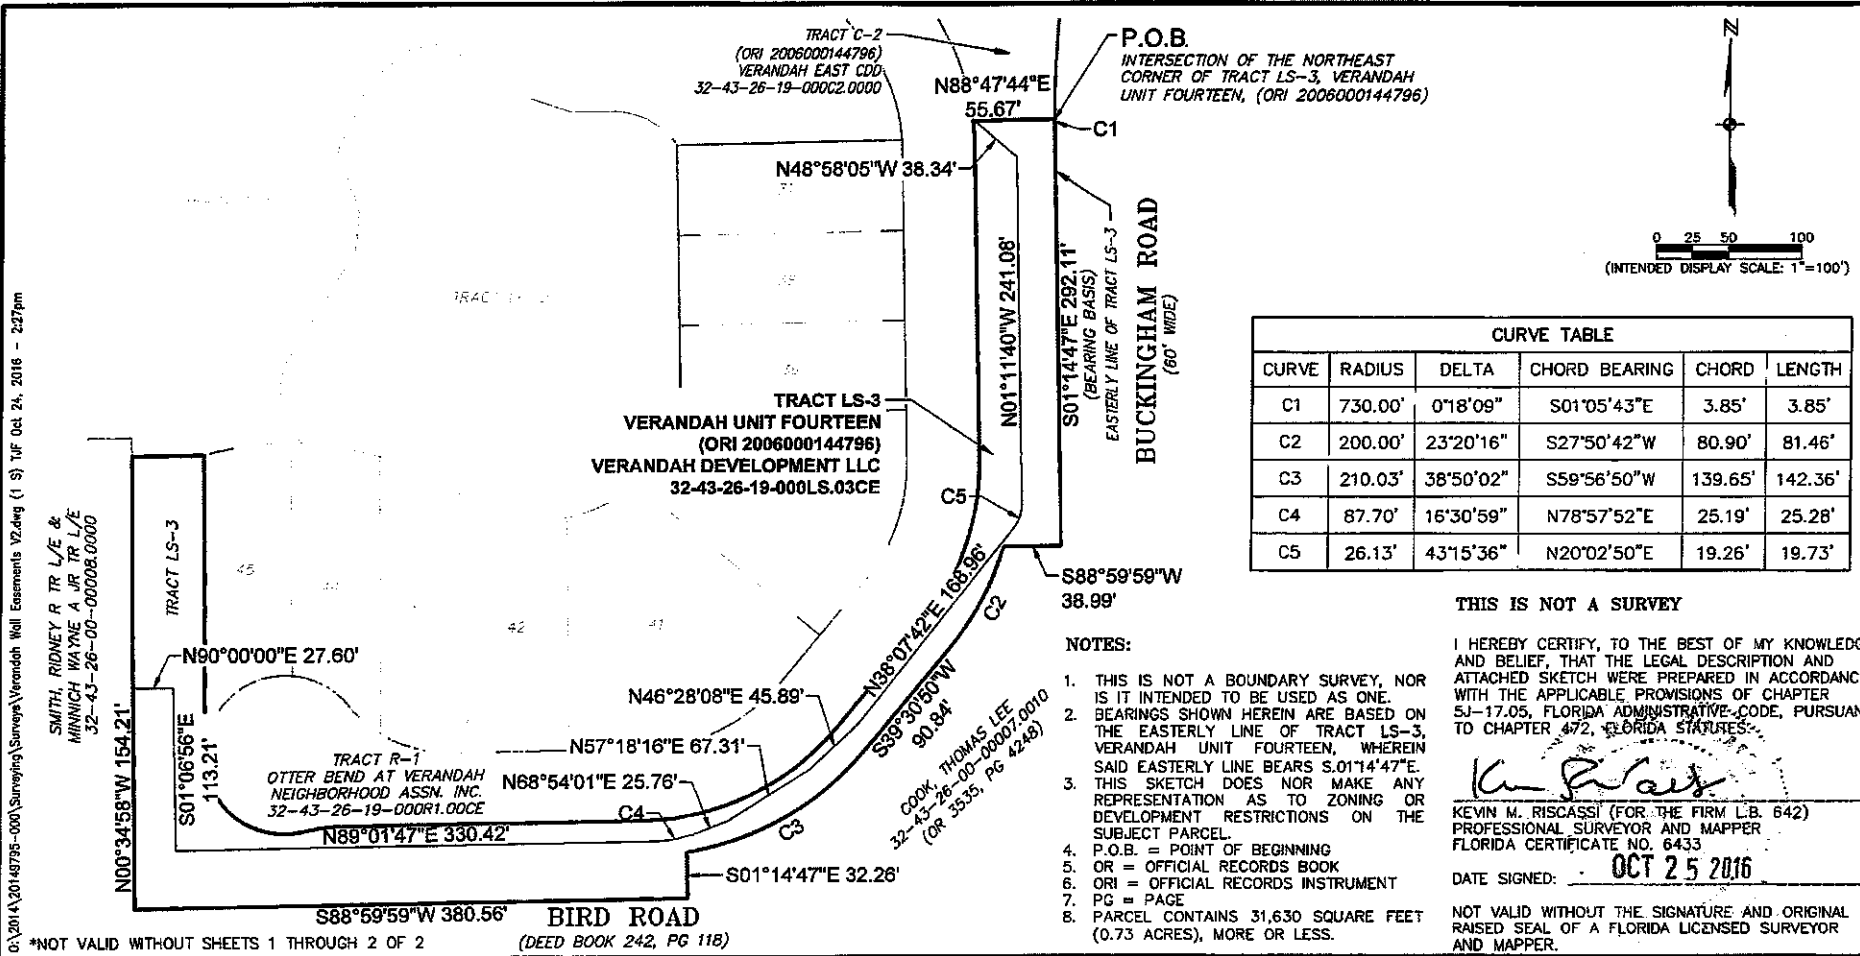 TRACT C-2
(ORI 2006000144796)
VERANDAH EAST CDD
32-43-26-19-000C2.0000
P.O.B.
INTERSECTION OF THE NORTHEAST
CORNER OF TRACT LS-3, VERANDAH
UNIT FOURTEEN, (ORI 2006000144796)
N88°47'44"E
55.67'
C1
N48°58'05"W 38.34'
N
0 25 50 100
(INTENDED DISPLAY SCALE: 1"=100')
N01°11'40"W 241.08'
S01°14'47"E 292.11'
(BEARING BASIS)
EASTERLY LINE OF TRACT LS-3
BUCKINGHAM ROAD
(60' WIDE)
TRACT LS-3
VERANDAH UNIT FOURTEEN
(ORI 2006000144796)
VERANDAH DEVELOPMENT LLC
32-43-26-19-000LS.03CE
C5
CURVE TABLE
CURVE RADIUS DELTA CHORD BEARING CHORD LENGTH
C1 730.00' 0°18'09" S01°05'43"E 3.85' 3.85'
C2 200.00' 23°20'16" S27°50'42"W 80.90' 81.46'
C3 210.03' 38°50'02" S59°56'50"W 139.65' 142.36'
C4 87.70' 16°30'59" N78°57'52"E 25.19' 25.28'
C5 26.13' 43°15'36" N20°02'50"E 19.26' 19.73'
O:\2014\20149795-000\Surveying\Surveys\Verandah Wall Easements V2.dwg (1 S) TJF Oct 24, 2016 - 2:27pm
SMITH, RIDNEY R TR L/E &
MINNICH WAYNE A JR TR L/E
32-43-26-00-00008.0000
TRACT LS-3
45
42
41
N90°00'00"E 27.60'
N00°34'58"W 154.21'
S01°06'56"E
113.21'
TRACT R-1
OTTER BEND AT VERANDAH
NEIGHBORHOOD ASSN. INC.
32-43-26-19-000R1.00CE
N89°01'47"E 330.42'
C4
N68°54'01"E 25.76'
N57°18'16"E 67.31'
N46°28'08"E 45.89'
N38°07'42"E 168.96'
C2
S39°30'50"W
90.84'
C3
S88°59'59"W
38.99'
COOK, THOMAS LEE
32-43-26-00-00007.0010
(OR 3535, PG 4248)
S01°14'47"E 32.26'
S88°59'59"W 380.56'
BIRD ROAD
(DEED BOOK 242, PG 118)
*NOT VALID WITHOUT SHEETS 1 THROUGH 2 OF 2
NOTES:
1. THIS IS NOT A BOUNDARY SURVEY, NOR
IS IT INTENDED TO BE USED AS ONE.
2. BEARINGS SHOWN HEREIN ARE BASED ON
THE EASTERLY LINE OF TRACT LS-3,
VERANDAH UNIT FOURTEEN, WHEREIN
SAID EASTERLY LINE BEARS S.01°14'47"E.
3. THIS SKETCH DOES NOR MAKE ANY
REPRESENTATION AS TO ZONING OR
DEVELOPMENT RESTRICTIONS ON THE
SUBJECT PARCEL.
4. P.O.B. = POINT OF BEGINNING
5. OR = OFFICIAL RECORDS BOOK
6. ORI = OFFICIAL RECORDS INSTRUMENT
7. PG = PAGE
8. PARCEL CONTAINS 31,630 SQUARE FEET
(0.73 ACRES), MORE OR LESS.
THIS IS NOT A SURVEY
I HEREBY CERTIFY, TO THE BEST OF MY KNOWLEDG
AND BELIEF, THAT THE LEGAL DESCRIPTION AND
ATTACHED SKETCH WERE PREPARED IN ACCORDANC
WITH THE APPLICABLE PROVISIONS OF CHAPTER
5J-17.05, FLORIDA ADMINISTRATIVE CODE, PURSUAN
TO CHAPTER 472, FLORIDA STATUTES.
KEVIN M. RISCASSI (FOR THE FIRM L.B. 642)
PROFESSIONAL SURVEYOR AND MAPPER
FLORIDA CERTIFICATE NO. 6433
DATE SIGNED: OCT 25 2016
NOT VALID WITHOUT THE SIGNATURE AND ORIGINAL
RAISED SEAL OF A FLORIDA LICENSED SURVEYOR
AND MAPPER.